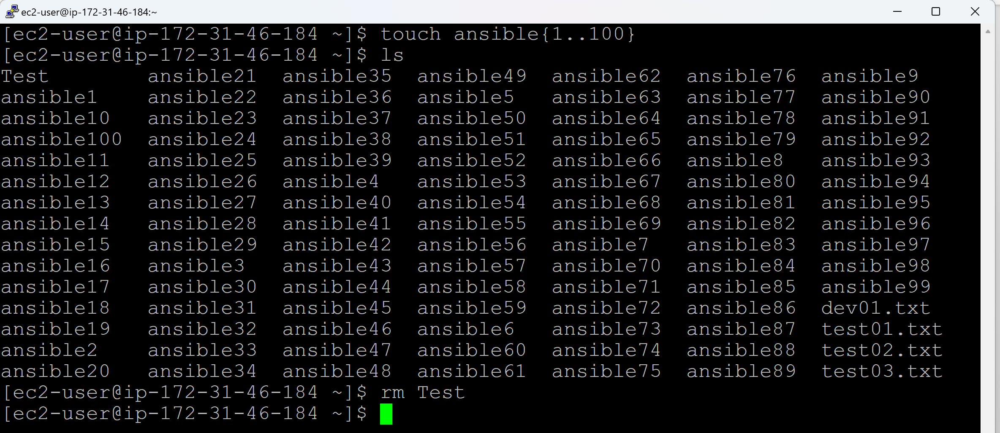 ec2-user@ip-172-31-46-184:~
[ec2-user@ip-172-31-46-184 ~]$ touch ansible{1..100}
[ec2-user@ip-172-31-46-184 ~]$ ls
Test ansible21 ansible35 ansible49 ansible62 ansible76 ansible9
ansible1 ansible22 ansible36 ansible5 ansible63 ansible77 ansible90
ansible10 ansible23 ansible37 ansible50 ansible64 ansible78 ansible91
ansible100 ansible24 ansible38 ansible51 ansible65 ansible79 ansible92
ansible11 ansible25 ansible39 ansible52 ansible66 ansible8 ansible93
ansible12 ansible26 ansible4 ansible53 ansible67 ansible80 ansible94
ansible13 ansible27 ansible40 ansible54 ansible68 ansible81 ansible95
ansible14 ansible28 ansible41 ansible55 ansible69 ansible82 ansible96
ansible15 ansible29 ansible42 ansible56 ansible7 ansible83 ansible97
ansible16 ansible3 ansible43 ansible57 ansible70 ansible84 ansible98
ansible17 ansible30 ansible44 ansible58 ansible71 ansible85 ansible99
ansible18 ansible31 ansible45 ansible59 ansible72 ansible86 dev01.txt
ansible19 ansible32 ansible46 ansible6 ansible73 ansible87 test01.txt
ansible2 ansible33 ansible47 ansible60 ansible74 ansible88 test02.txt
ansible20 ansible34 ansible48 ansible61 ansible75 ansible89 test03.txt
[ec2-user@ip-172-31-46-184 ~]$ rm Test
[ec2-user@ip-172-31-46-184 ~]$